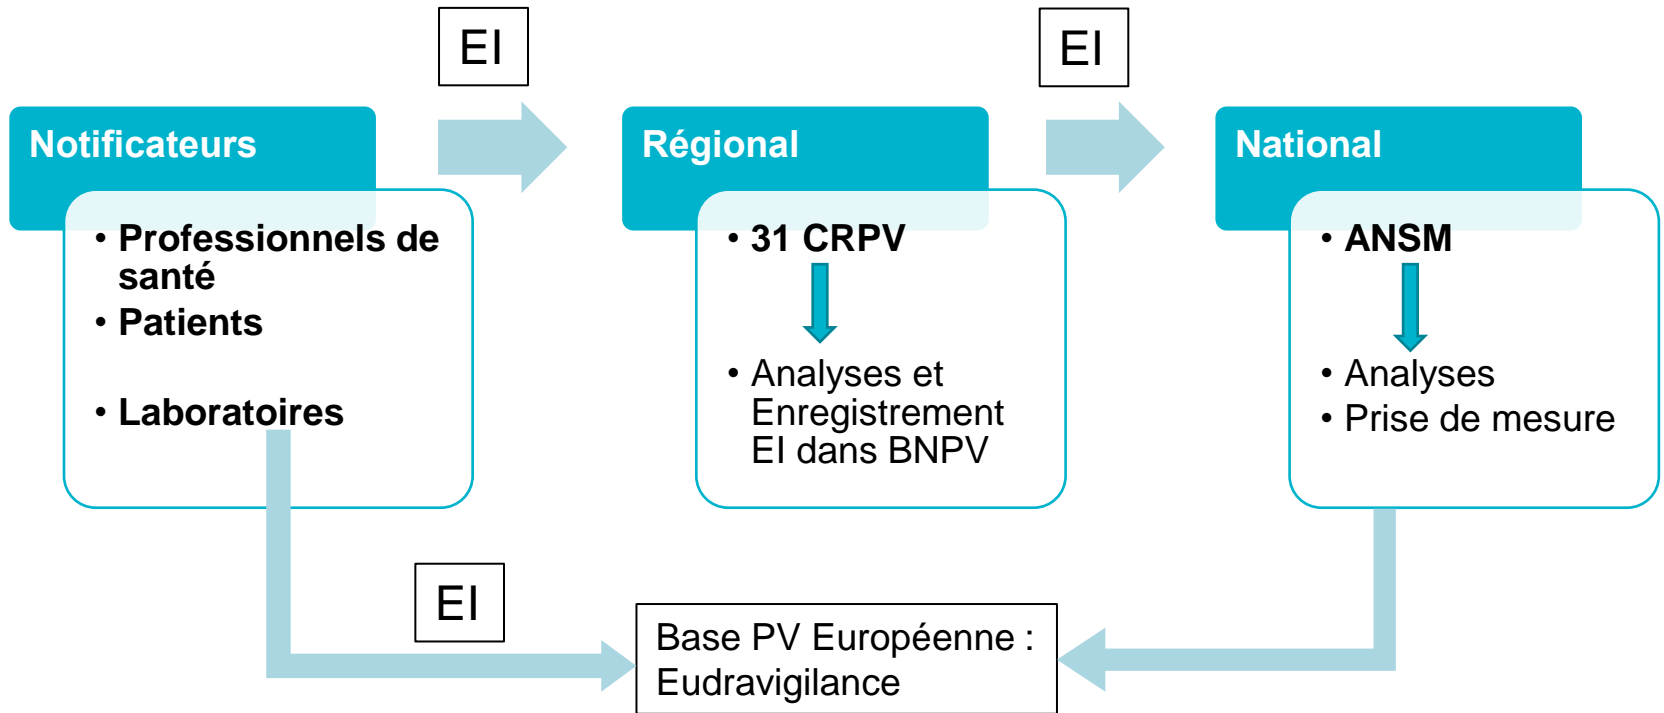 EI
EI
Notificateurs
• Professionnels de
santé
• Patients
• Laboratoires
Régional
• 31 CRPV
• Analyses et
Enregistrement
EI dans BNPV
National
• ANSM
• Analyses
• Prise de mesure
EI
Base PV Européenne :
Eudravigilance